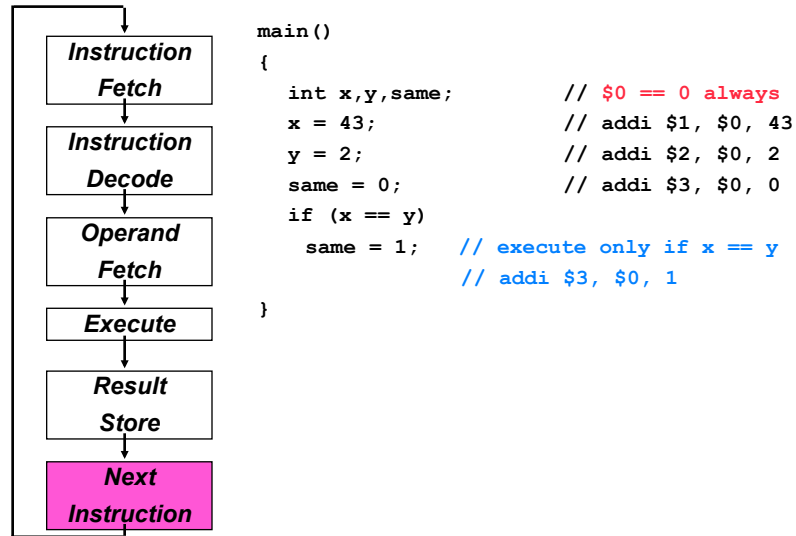 Instruction
Fetch
Instruction
Decode
Operand
Fetch
Execute
Result
Store
Next
Instruction
main()
{
int x,y,same; // $0 == 0 always
x = 43; // addi $1, $0, 43
y = 2; // addi $2, $0, 2
same = 0; // addi $3, $0, 0
if (x == y)
same = 1; // execute only if x == y
// addi $3, $0, 1
}